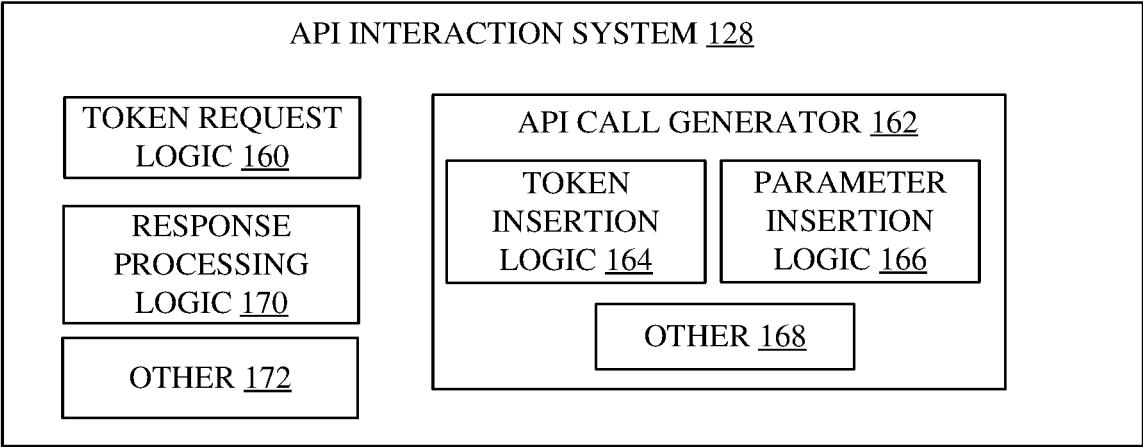 API INTERACTION SYSTEM 128
TOKEN REQUEST
LOGIC 160
RESPONSE
PROCESSING
LOGIC 170
OTHER 172
API CALL GENERATOR 162
TOKEN
INSERTION
LOGIC 164
PARAMETER
INSERTION
LOGIC 166
OTHER 168